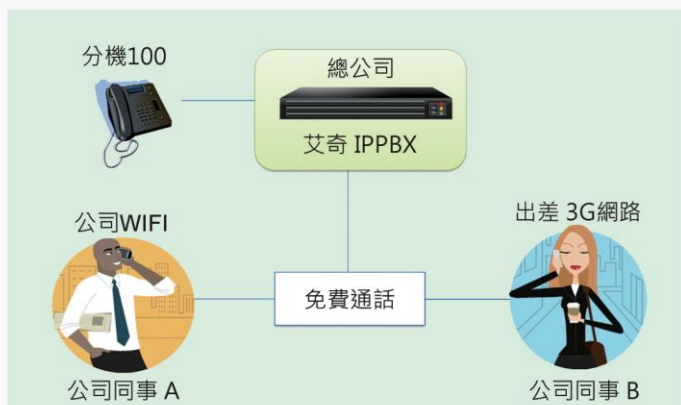 分機100
總公司
艾奇 IPPBX
公司WIFI
出差 3G網路
免費通話
公司同事 A
公司同事 B